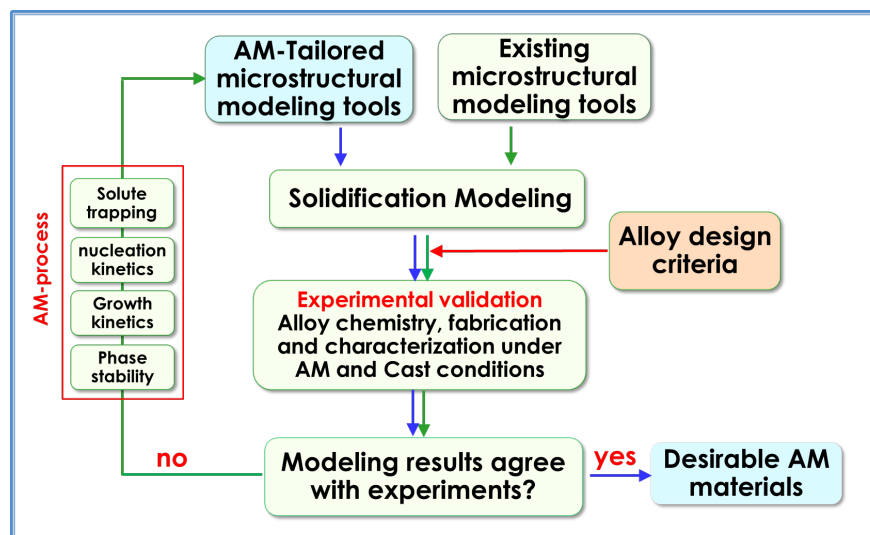 AM-Tailored
microstructural
modeling tools
Existing
microstructural
modeling tools
Solidification Modeling
Alloy design
criteria
AM-process
Solute
trapping
nucleation
kinetics
Growth
kinetics
Phase
stability
Experimental validation
Alloy chemistry, fabrication
and characterization under
AM and Cast conditions
no
Modeling results agree
with experiments?
yes
Desirable AM
materials